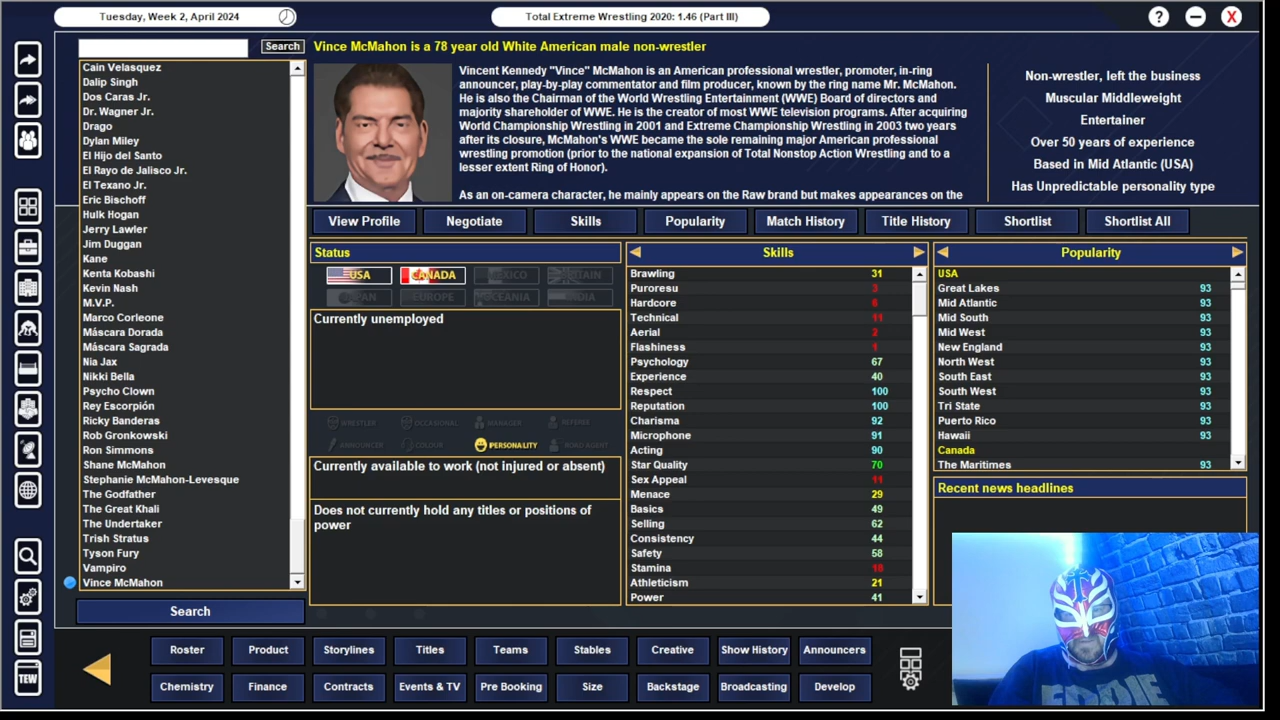 Tuesday, Week 2, April 2024
Total Extreme Wrestling 2020: 1.46 (Part III)
?
X
Search
Cain Velasquez
Dalip Singh
Dos Caras Jr.
Dr. Wagner Jr.
Drago
Dylan Miley
El Hijo del Santo
El Rayo de Jalisco Jr.
El Texano Jr.
Eric Bischoff
Hulk Hogan
Jerry Lawler
Jim Duggan
Kane
Kenta Kobashi
Kevin Nash
M.V.P.
Marco Corleone
Máscara Dorada
Máscara Sagrada
Nia Jax
Nikki Bella
Psycho Clown
Rey Escorpión
Ricky Banderas
Rob Gronkowski
Ron Simmons
Shane McMahon
Stephanie McMahon-Levesque
The Godfather
The Great Khali
The Undertaker
Trish Stratus
Tyson Fury
Vampiro
Vince McMahon
Search
Vince McMahon is a 78 year old White American male non-wrestler
Vincent Kennedy "Vince" McMahon is an American professional wrestler, promoter, in-ring
announcer, play-by-play commentator and film producer, known by the ring name Mr. McMahon.
He is also the Chairman of the World Wrestling Entertainment (WWE) Board of directors and
majority shareholder of WWE. He is the creator of most WWE television programs. After acquiring
World Championship Wrestling in 2001 and Extreme Championship Wrestling in 2003 two years
after its closure, McMahon's WWE became the sole remaining major American professional
wrestling promotion (prior to the national expansion of Total Nonstop Action Wrestling and to a
lesser extent Ring of Honor).
As an on-camera character, he mainly appears on the Raw brand but makes appearances on the
Non-wrestler, left the business
Muscular Middleweight
Entertainer
Over 50 years of experience
Based in Mid Atlantic (USA)
Has Unpredictable personality type
View Profile
Negotiate
Skills
Popularity
Match History
Title History
Shortlist
Shortlist All
Status
USA
CANADA
MEXICO
BRITAIN
JAPAN
EUROPE
OCEANIA
INDIA
Currently unemployed
WRESTLER
OCCASIONAL
MANAGER
REFEREE
ANNOUNCER
COLOUR
PERSONALITY
ROAD AGENT
Currently available to work (not injured or absent)
Does not currently hold any titles or positions of
power
Skills
Brawling 31
Puroresu 3
Hardcore 8
Technical 11
Aerial 2
Flashiness 1
Psychology 67
Experience 40
Respect 100
Reputation 100
Charisma 92
Microphone 91
Acting 90
Star Quality 70
Sex Appeal 11
Menace 29
Basics 49
Selling 62
Consistency 44
Safety 58
Stamina 18
Athleticism 21
Power 41
Popularity
USA
Great Lakes 93
Mid Atlantic 93
Mid South 93
Mid West 93
New England 93
North West 93
South East 93
South West 93
Tri State 93
Puerto Rico 93
Hawaii 93
Canada
The Maritimes 93
Recent news headlines
EDDIE
Roster
Product
Storylines
Titles
Teams
Stables
Creative
Show History
Announcers
Chemistry
Finance
Contracts
Events & TV
Pre Booking
Size
Backstage
Broadcasting
Develop
TEW